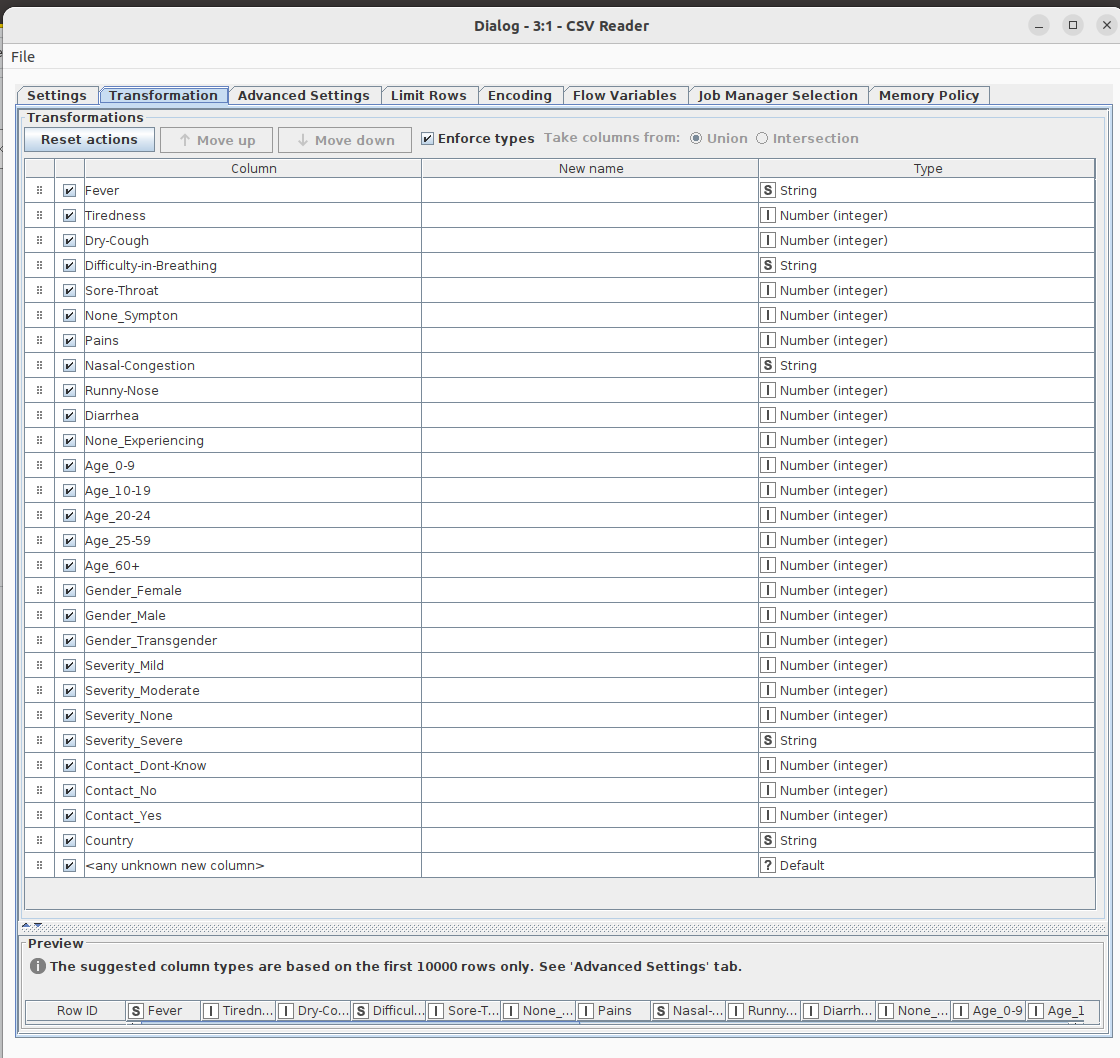 Dialog - 3:1 - CSV Reader
File
Settings Transformation Advanced Settings Limit Rows Encoding Flow Variables Job Manager Selection Memory Policy
Transformations
Reset actions Move up Move down Enforce types Take columns from: Union Intersection
Column New name Type
Fever S String
Tiredness I Number (integer)
Dry-Cough I Number (integer)
Difficulty-in-Breathing S String
Sore-Throat I Number (integer)
None_Sympton I Number (integer)
Pains I Number (integer)
Nasal-Congestion S String
Runny-Nose I Number (integer)
Diarrhea I Number (integer)
None_Experiencing I Number (integer)
Age_0-9 I Number (integer)
Age_10-19 I Number (integer)
Age_20-24 I Number (integer)
Age_25-59 I Number (integer)
Age_60+ I Number (integer)
Gender_Female I Number (integer)
Gender_Male I Number (integer)
Gender_Transgender I Number (integer)
Severity_Mild I Number (integer)
Severity_Moderate I Number (integer)
Severity_None I Number (integer)
Severity_Severe S String
Contact_Dont-Know I Number (integer)
Contact_No I Number (integer)
Contact_Yes I Number (integer)
Country S String
<any unknown new column> ? Default
Preview
The suggested column types are based on the first 10000 rows only. See 'Advanced Settings' tab.
Row ID S Fever I Tiredn... I Dry-Co... S Difficul... I Sore-T... I None_... I Pains S Nasal-... I Runny... I Diarrh... I None_... I Age_0-9 I Age_1